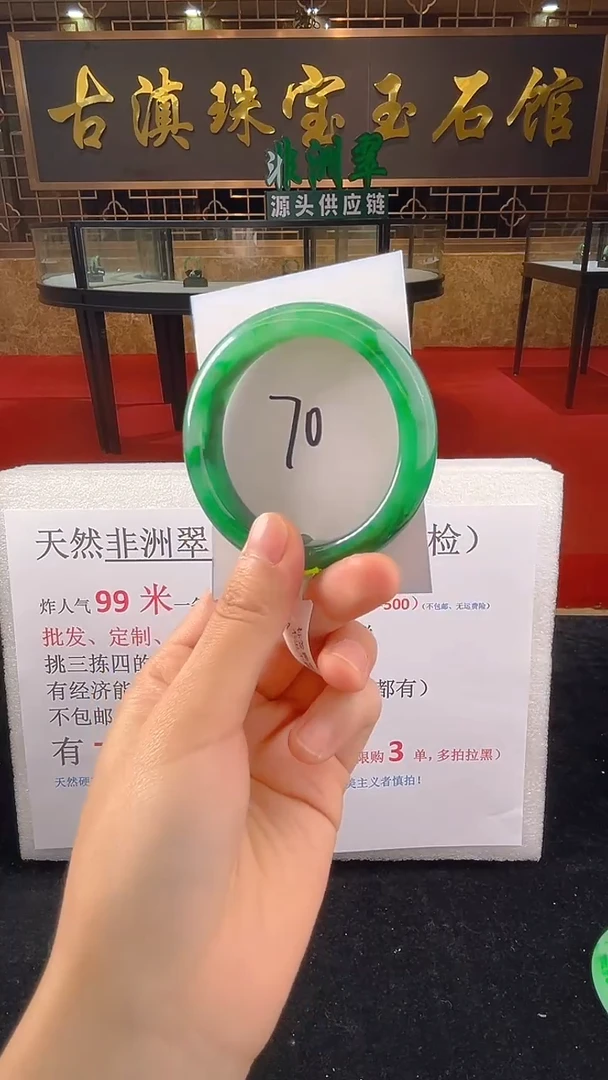 古滇珠宝玉石馆
非洲翠
源头供应链
70
天然非洲翠 检）
炸人气 99 米一 500）（不包邮、无运费险）
批发、定制、
挑三拣四的
有经济能 都有）
不包邮
有 限购 3 单，多拍拉黑）
天然硬 美主义者慎拍！